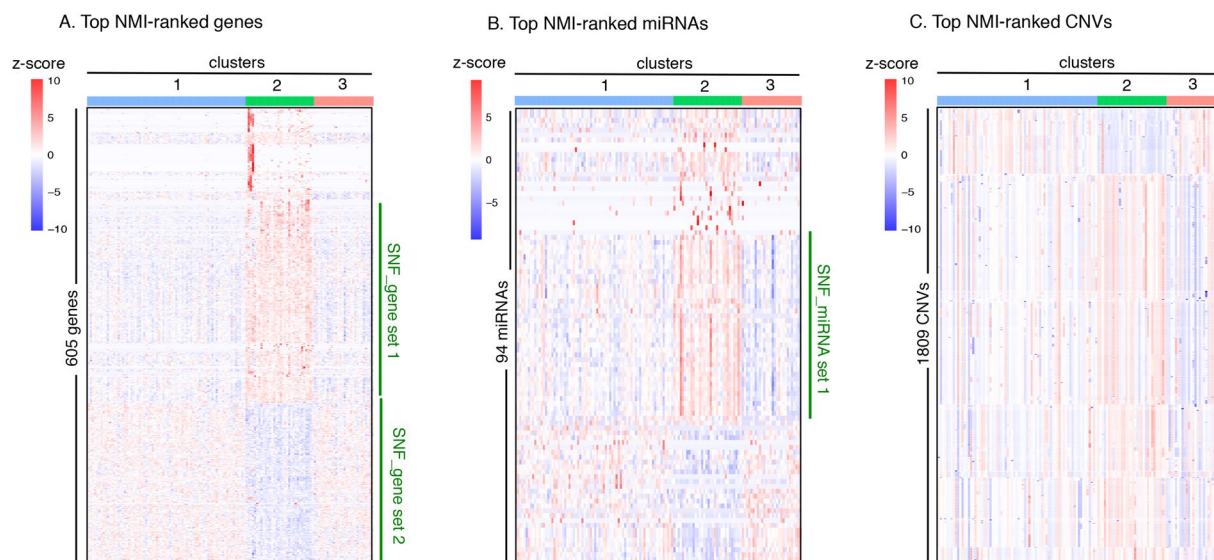 A. Top NMI-ranked genes
z-score
clusters
1
2
3
10
5
0
−5
−10
605 genes
SNF_gene set 1
SNF_gene set 2
B. Top NMI-ranked miRNAs
z-score
clusters
1
2
3
5
0
−5
94 miRNAs
SNF_miRNA set 1
C. Top NMI-ranked CNVs
z-score
clusters
1
2
3
10
5
0
−5
−10
1809 CNVs